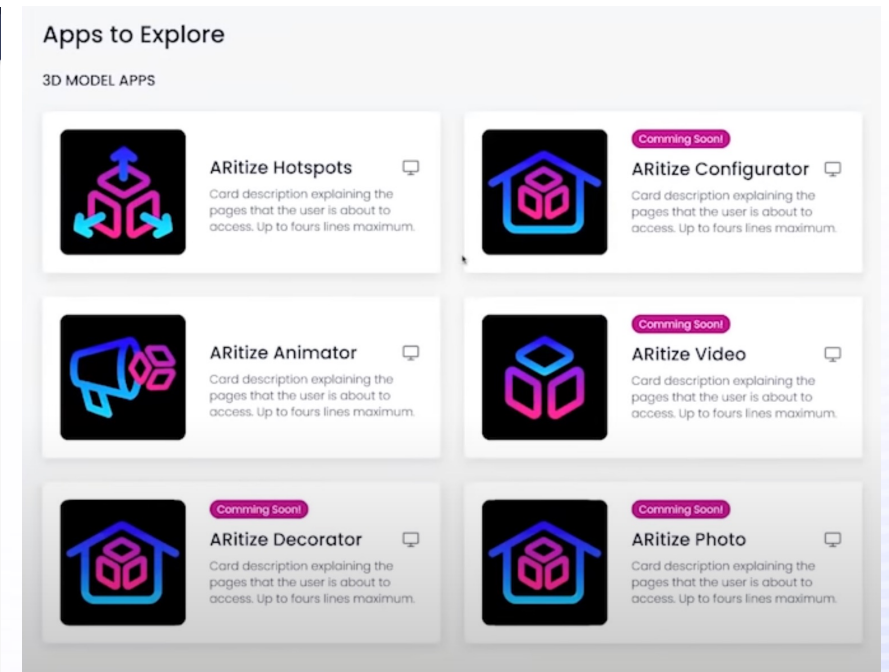 Apps to Explore
3D MODEL APPS
ARitize Hotspots
Card description explaining the
pages that the user is about to
access. Up to fours lines maximum.
Comming Soon!
ARitize Configurator
Card description explaining the
pages that the user is about to
access. Up to fours lines maximum.
ARitize Animator
Card description explaining the
pages that the user is about to
access. Up to fours lines maximum.
Comming Soon!
ARitize Video
Card description explaining the
pages that the user is about to
access. Up to fours lines maximum.
Comming Soon!
ARitize Decorator
Card description explaining the
pages that the user is about to
access. Up to fours lines maximum.
Comming Soon!
ARitize Photo
Card description explaining the
pages that the user is about to
access. Up to fours lines maximum.